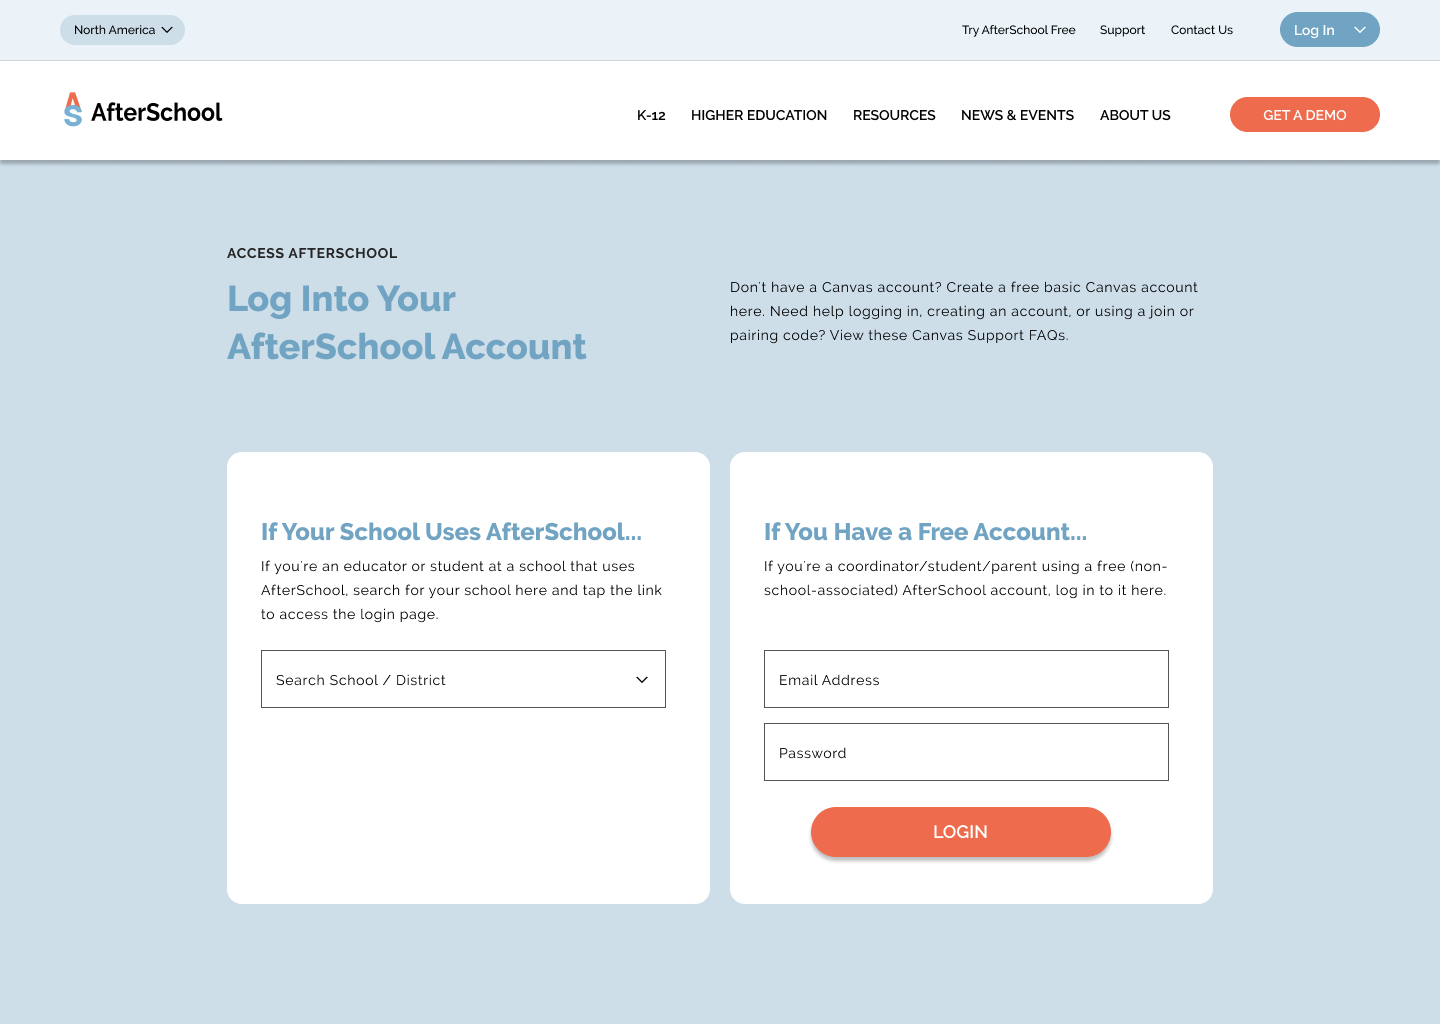 North America
Try AfterSchool Free
Support
Contact Us
Log In
AS AfterSchool
K-12
HIGHER EDUCATION
RESOURCES
NEWS & EVENTS
ABOUT US
GET A DEMO
ACCESS AFTERSCHOOL
Log Into Your
AfterSchool Account
Don't have a Canvas account? Create a free basic Canvas account
here. Need help logging in, creating an account, or using a join or
pairing code? View these Canvas Support FAQs.
If Your School Uses AfterSchool...
If you're an educator or student at a school that uses
AfterSchool, search for your school here and tap the link
to access the login page.
Search School / District
If You Have a Free Account...
If you're a coordinator/student/parent using a free (non-
school-associated) AfterSchool account, log in to it here.
Email Address
Password
LOGIN